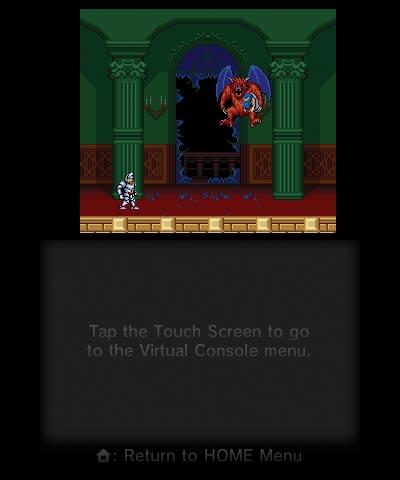 Tap the Touch Screen to go
to the Virtual Console menu.
: Return to HOME Menu